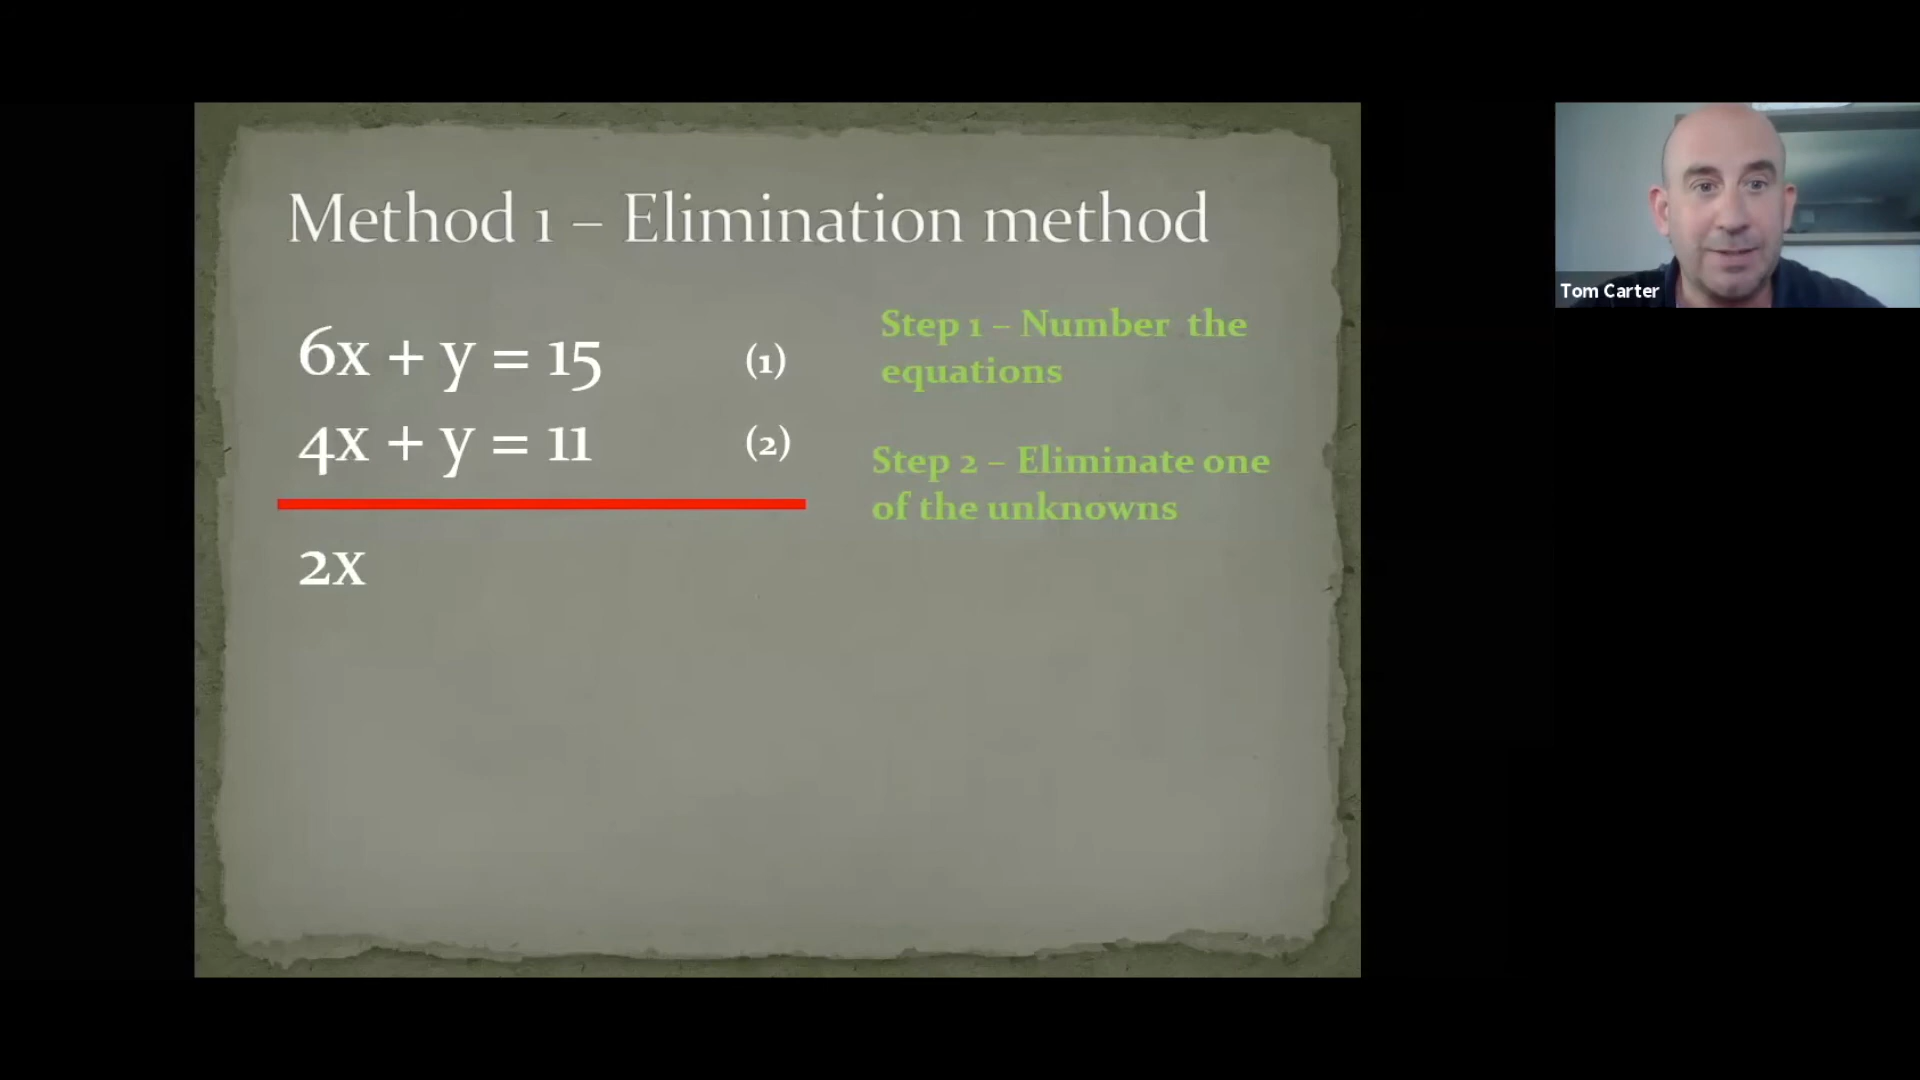 Method 1 – Elimination method
6x + y = 15 (1)
4x + y = 11 (2)
2x
Step 1 – Number the
equations
Step 2 – Eliminate one
of the unknowns
Tom Carter